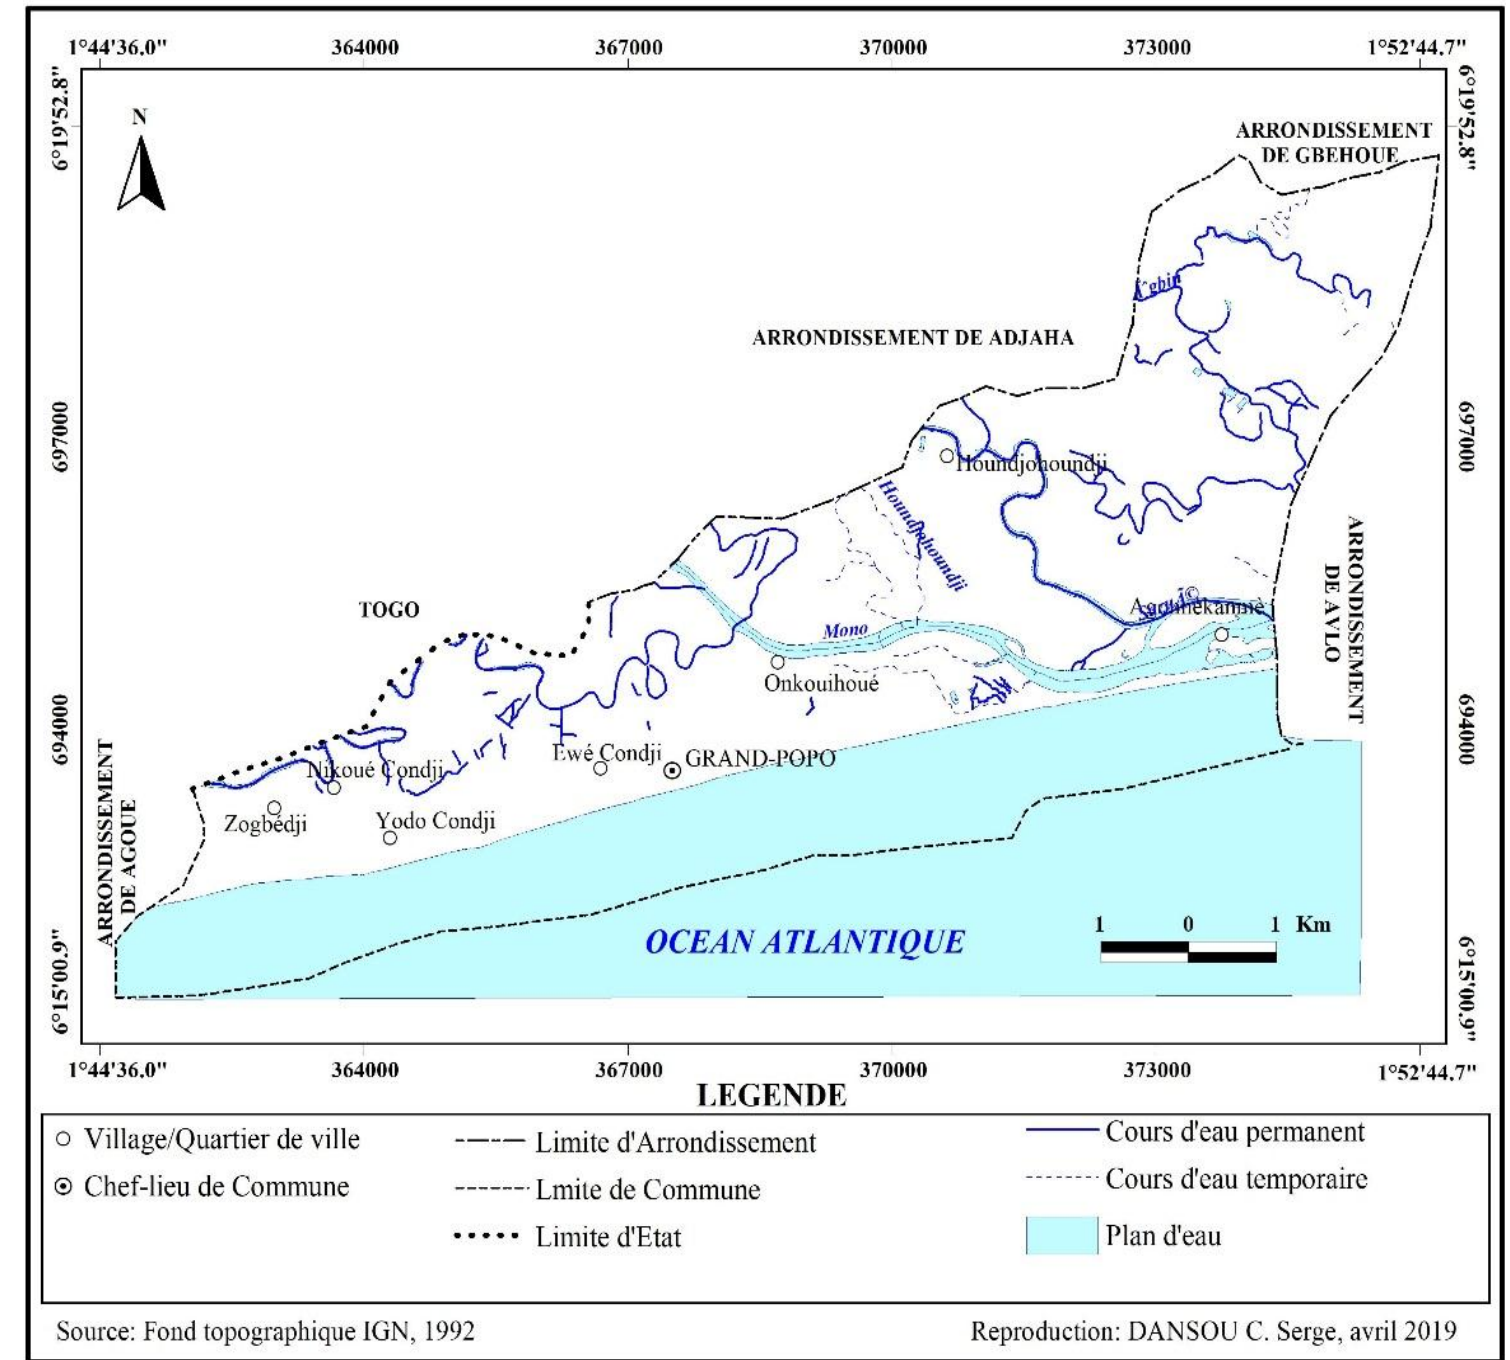 1°44'36.0" 364000 367000 370000 373000 1°52'44.7"
6°19'52.8"
6°19'52.8"
N
ARRONDISSEMENT
DE GBEHOUE
ARRONDISSEMENT DE ADJAHA
697000
697000
Houndjohoundji
Houndjohoundji
TOGO
Mono
Onkouihoué
ARRONDISSEMENT
DE AVLO
694000
694000
Ewé Condji
GRAND-POPO
Nikoué Condji
Zogbédji
Yodo Condji
ARRONDISSEMENT
DE AGOUE
OCEAN ATLANTIQUE
1 0 1 Km
6°15'00.9"
6°15'00.9"
1°44'36.0" 364000 367000 370000 373000 1°52'44.7"
LEGENDE
Village/Quartier de ville
Chef-lieu de Commune
Limite d'Arrondissement
Lmite de Commune
Limite d'Etat
Cours d'eau permanent
Cours d'eau temporaire
Plan d'eau
Source: Fond topographique IGN, 1992
Reproduction: DANSOU C. Serge, avril 2019